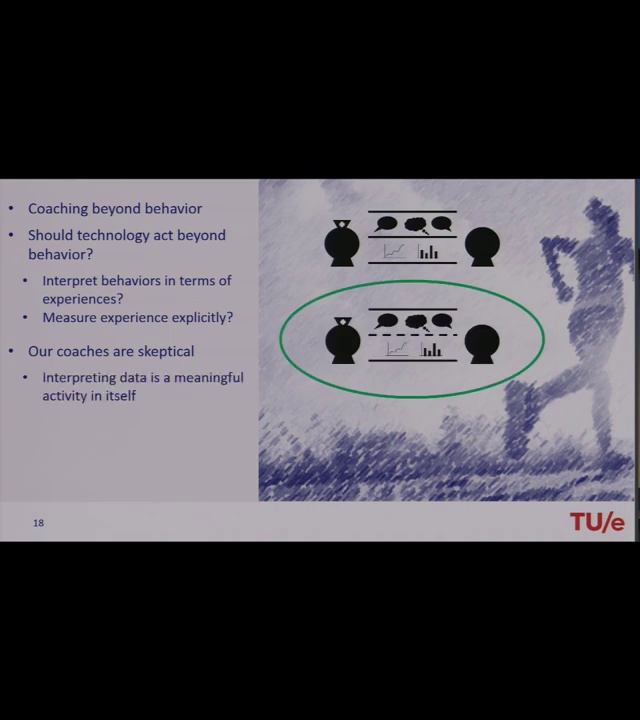 Coaching beyond behavior
Should technology act beyond
behavior?
Interpret behaviors in terms of
experiences?
Measure experience explicitly?
Our coaches are skeptical
Interpreting data is a meaningful
activity in itself
18
TU/e